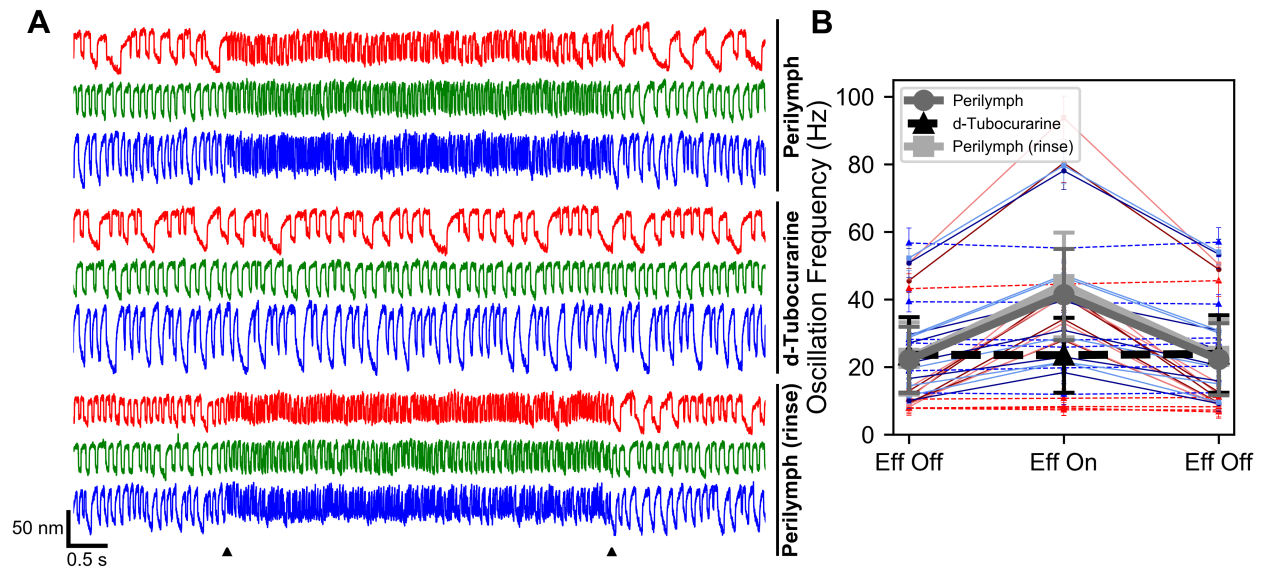 A
Perilymph
d-Tubocurarine
Perilymph (rinse)
50 nm
0.5 s
B
Oscillation Frequency (Hz)
100
80
60
40
20
0
Perilymph
d-Tubocurarine
Perilymph (rinse)
Eff Off
Eff On
Eff Off